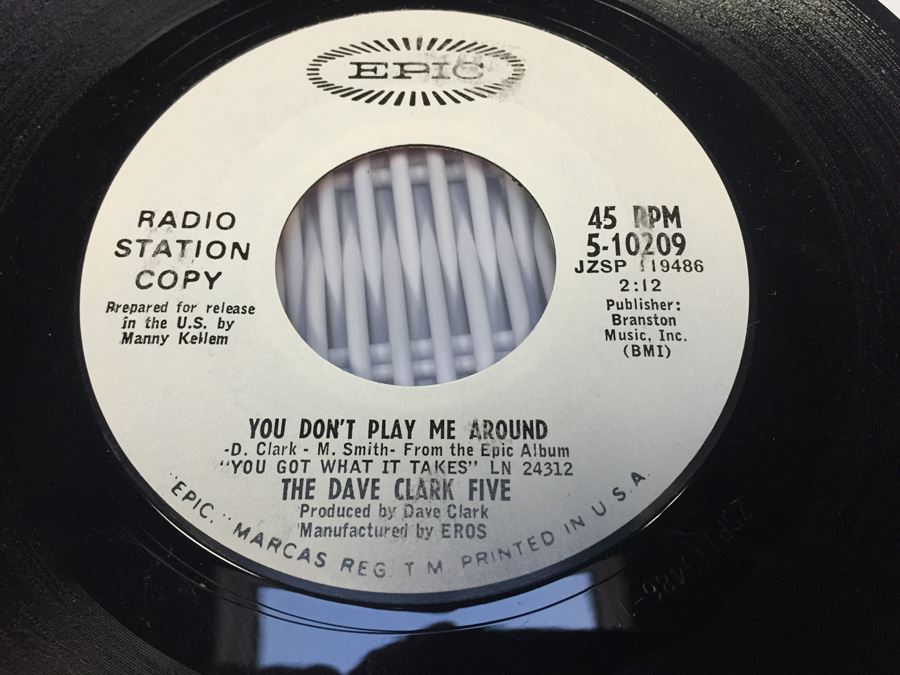 EPIC
RADIO
STATION
COPY
Prepared for release
in the U.S. by
Manny Kellem
45 RPM
5-10209
JZSP 119486
2:12
Publisher:
Branston
Music, Inc.
(BMI)
YOU DON'T PLAY ME AROUND
-D. Clark - M. Smith- From the Epic Album
"YOU GOT WHAT IT TAKES" LN 24312
THE DAVE CLARK FIVE
Produced by Dave Clark
Manufactured by EROS
"EPIC," MARCAS REG. T M PRINTED IN U.S.A.